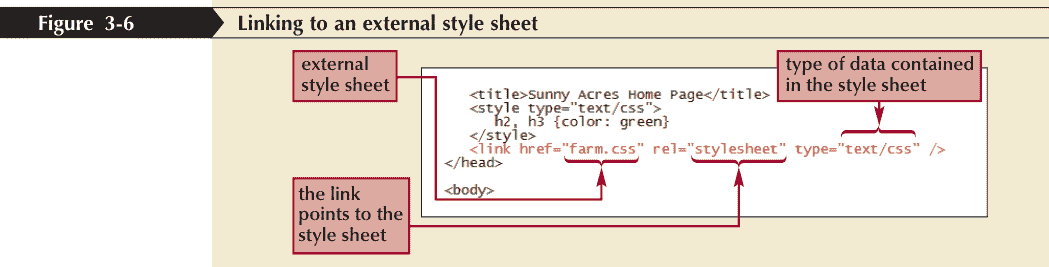 Figure 3-6
Linking to an external style sheet
external
style sheet
type of data contained
in the style sheet
<title>Sunny Acres Home Page</title>
<style type="text/css">
h2, h3 {color: green}
</style>
<link href="farm.css" rel="stylesheet" type="text/css" />
</head>
<body>
the link
points to the
style sheet